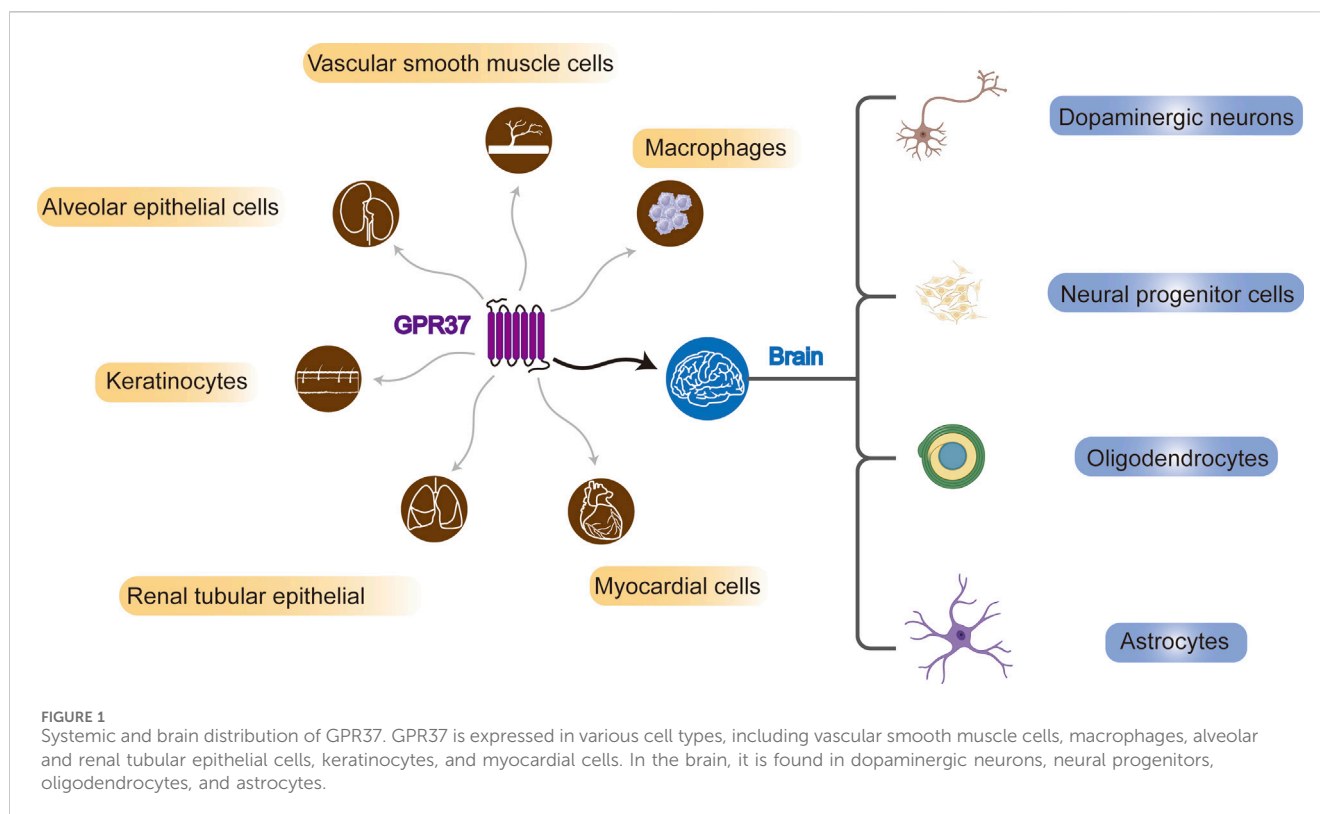 Vascular smooth muscle cells
Macrophages
Alveolar epithelial cells
GPR37
Keratinocytes
Renal tubular epithelial
Myocardial cells
Brain
Dopaminergic neurons
Neural progenitor cells
Oligodendrocytes
Astrocytes
FIGURE 1
Systemic and brain distribution of GPR37. GPR37 is expressed in various cell types, including vascular smooth muscle cells, macrophages, alveolar
and renal tubular epithelial cells, keratinocytes, and myocardial cells. In the brain, it is found in dopaminergic neurons, neural progenitors,
oligodendrocytes, and astrocytes.